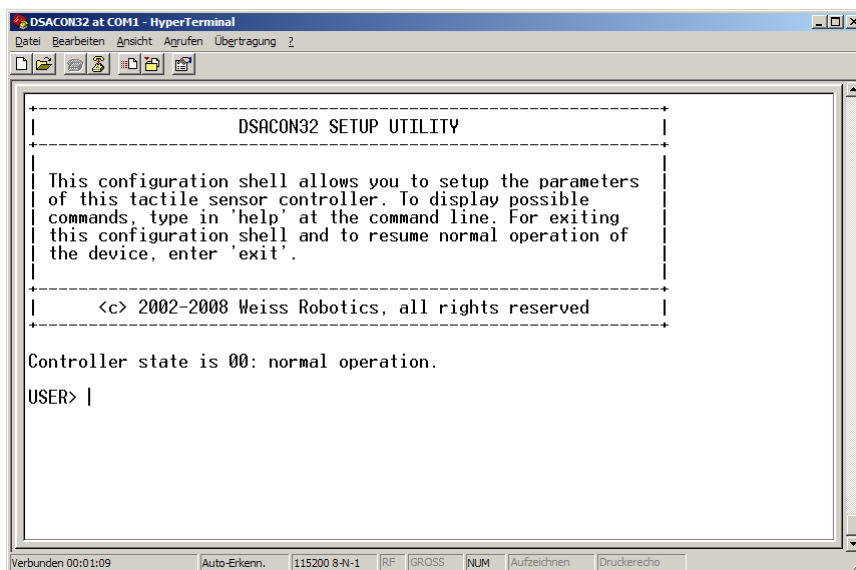 DSACON32 at COM1 - HyperTerminal
Datei Bearbeiten Ansicht Anrufen Übertragung ?
DSACON32 SETUP UTILITY
This configuration shell allows you to setup the parameters
of this tactile sensor controller. To display possible
commands, type in 'help' at the command line. For exiting
this configuration shell and to resume normal operation of
the device, enter 'exit'.
<c> 2002-2008 Weiss Robotics, all rights reserved
Controller state is 00: normal operation.
USER> |
Verbunden 00:01:09 Auto-Erkenn. 115200 8-N-1 RF GROSS NUM Aufzeichnen Druckerecho